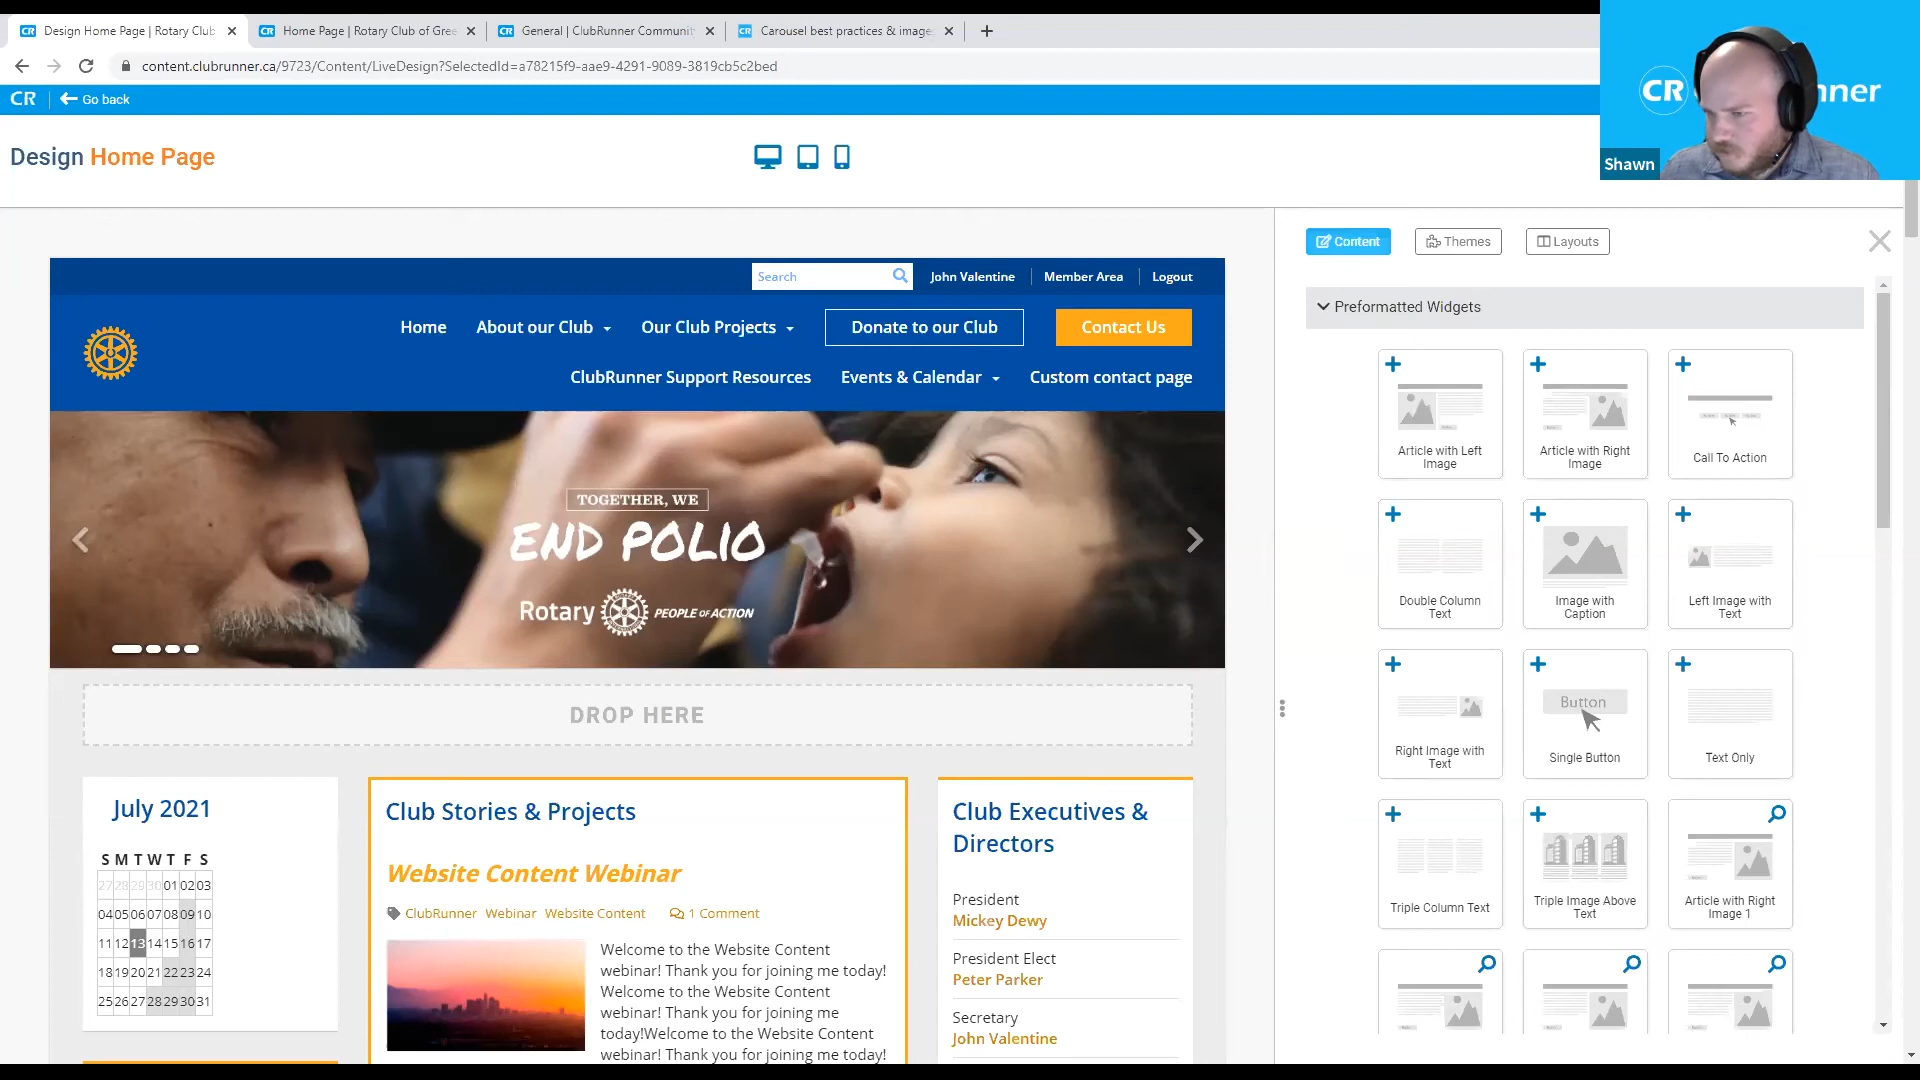 Design Home Page | Rotary Club
Home Page | Rotary Club of Gree
General | ClubRunner Communit
Carousel best practices & image
content.clubrunner.ca/9723/Content/LiveDesign?SelectedId=a78215f9-aae9-4291-9089-3819cb5c2bed
CR
Go back
CR
nner
Shawn
Design Home Page
Content
Themes
Layouts
Search
John Valentine
Member Area
Logout
Home
About our Club
Our Club Projects
Donate to our Club
Contact Us
ClubRunner Support Resources
Events & Calendar
Custom contact page
TOGETHER, WE
END POLIO
Rotary
PEOPLE OF ACTION
DROP HERE
July 2021
S M T W T F S
27 28 29 30 01 02 03
04 05 06 07 08 09 10
11 12 13 14 15 16 17
18 19 20 21 22 23 24
25 26 27 28 29 30 31
Club Stories & Projects
Website Content Webinar
ClubRunner Webinar Website Content 1 Comment
Welcome to the Website Content
webinar! Thank you for joining me today!
Welcome to the Website Content
webinar! Thank you for joining me
today!Welcome to the Website Content
webinar! Thank you for joining me today!
Club Executives &
Directors
President
Mickey Dewy
President Elect
Peter Parker
Secretary
John Valentine
Preformatted Widgets
Article with Left
Image
Article with Right
Image
Call To Action
Double Column
Text
Image with
Caption
Left Image with
Text
Right Image with
Text
Button
Single Button
Text Only
Triple Column Text
Triple Image Above
Text
Article with Right
Image 1